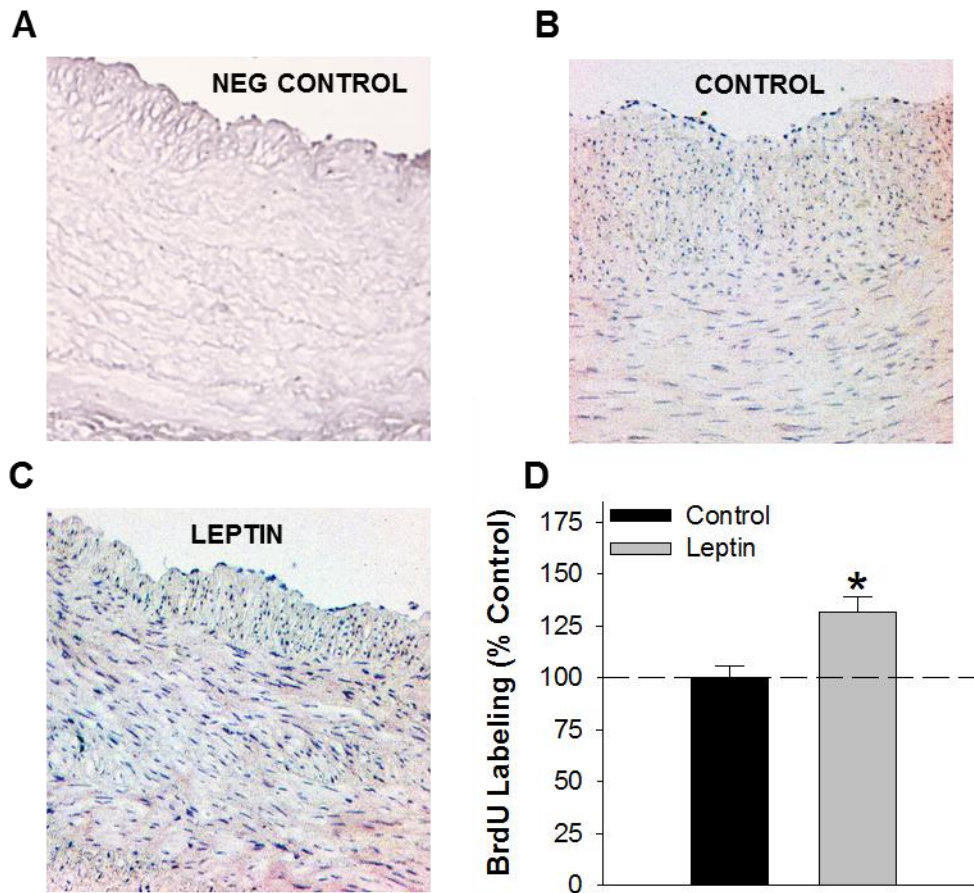 A
NEG CONTROL
B
CONTROL
C
LEPTIN
D
BrdU Labeling (% Control)
175
150
125
100
75
50
25
0
Control
Leptin
*